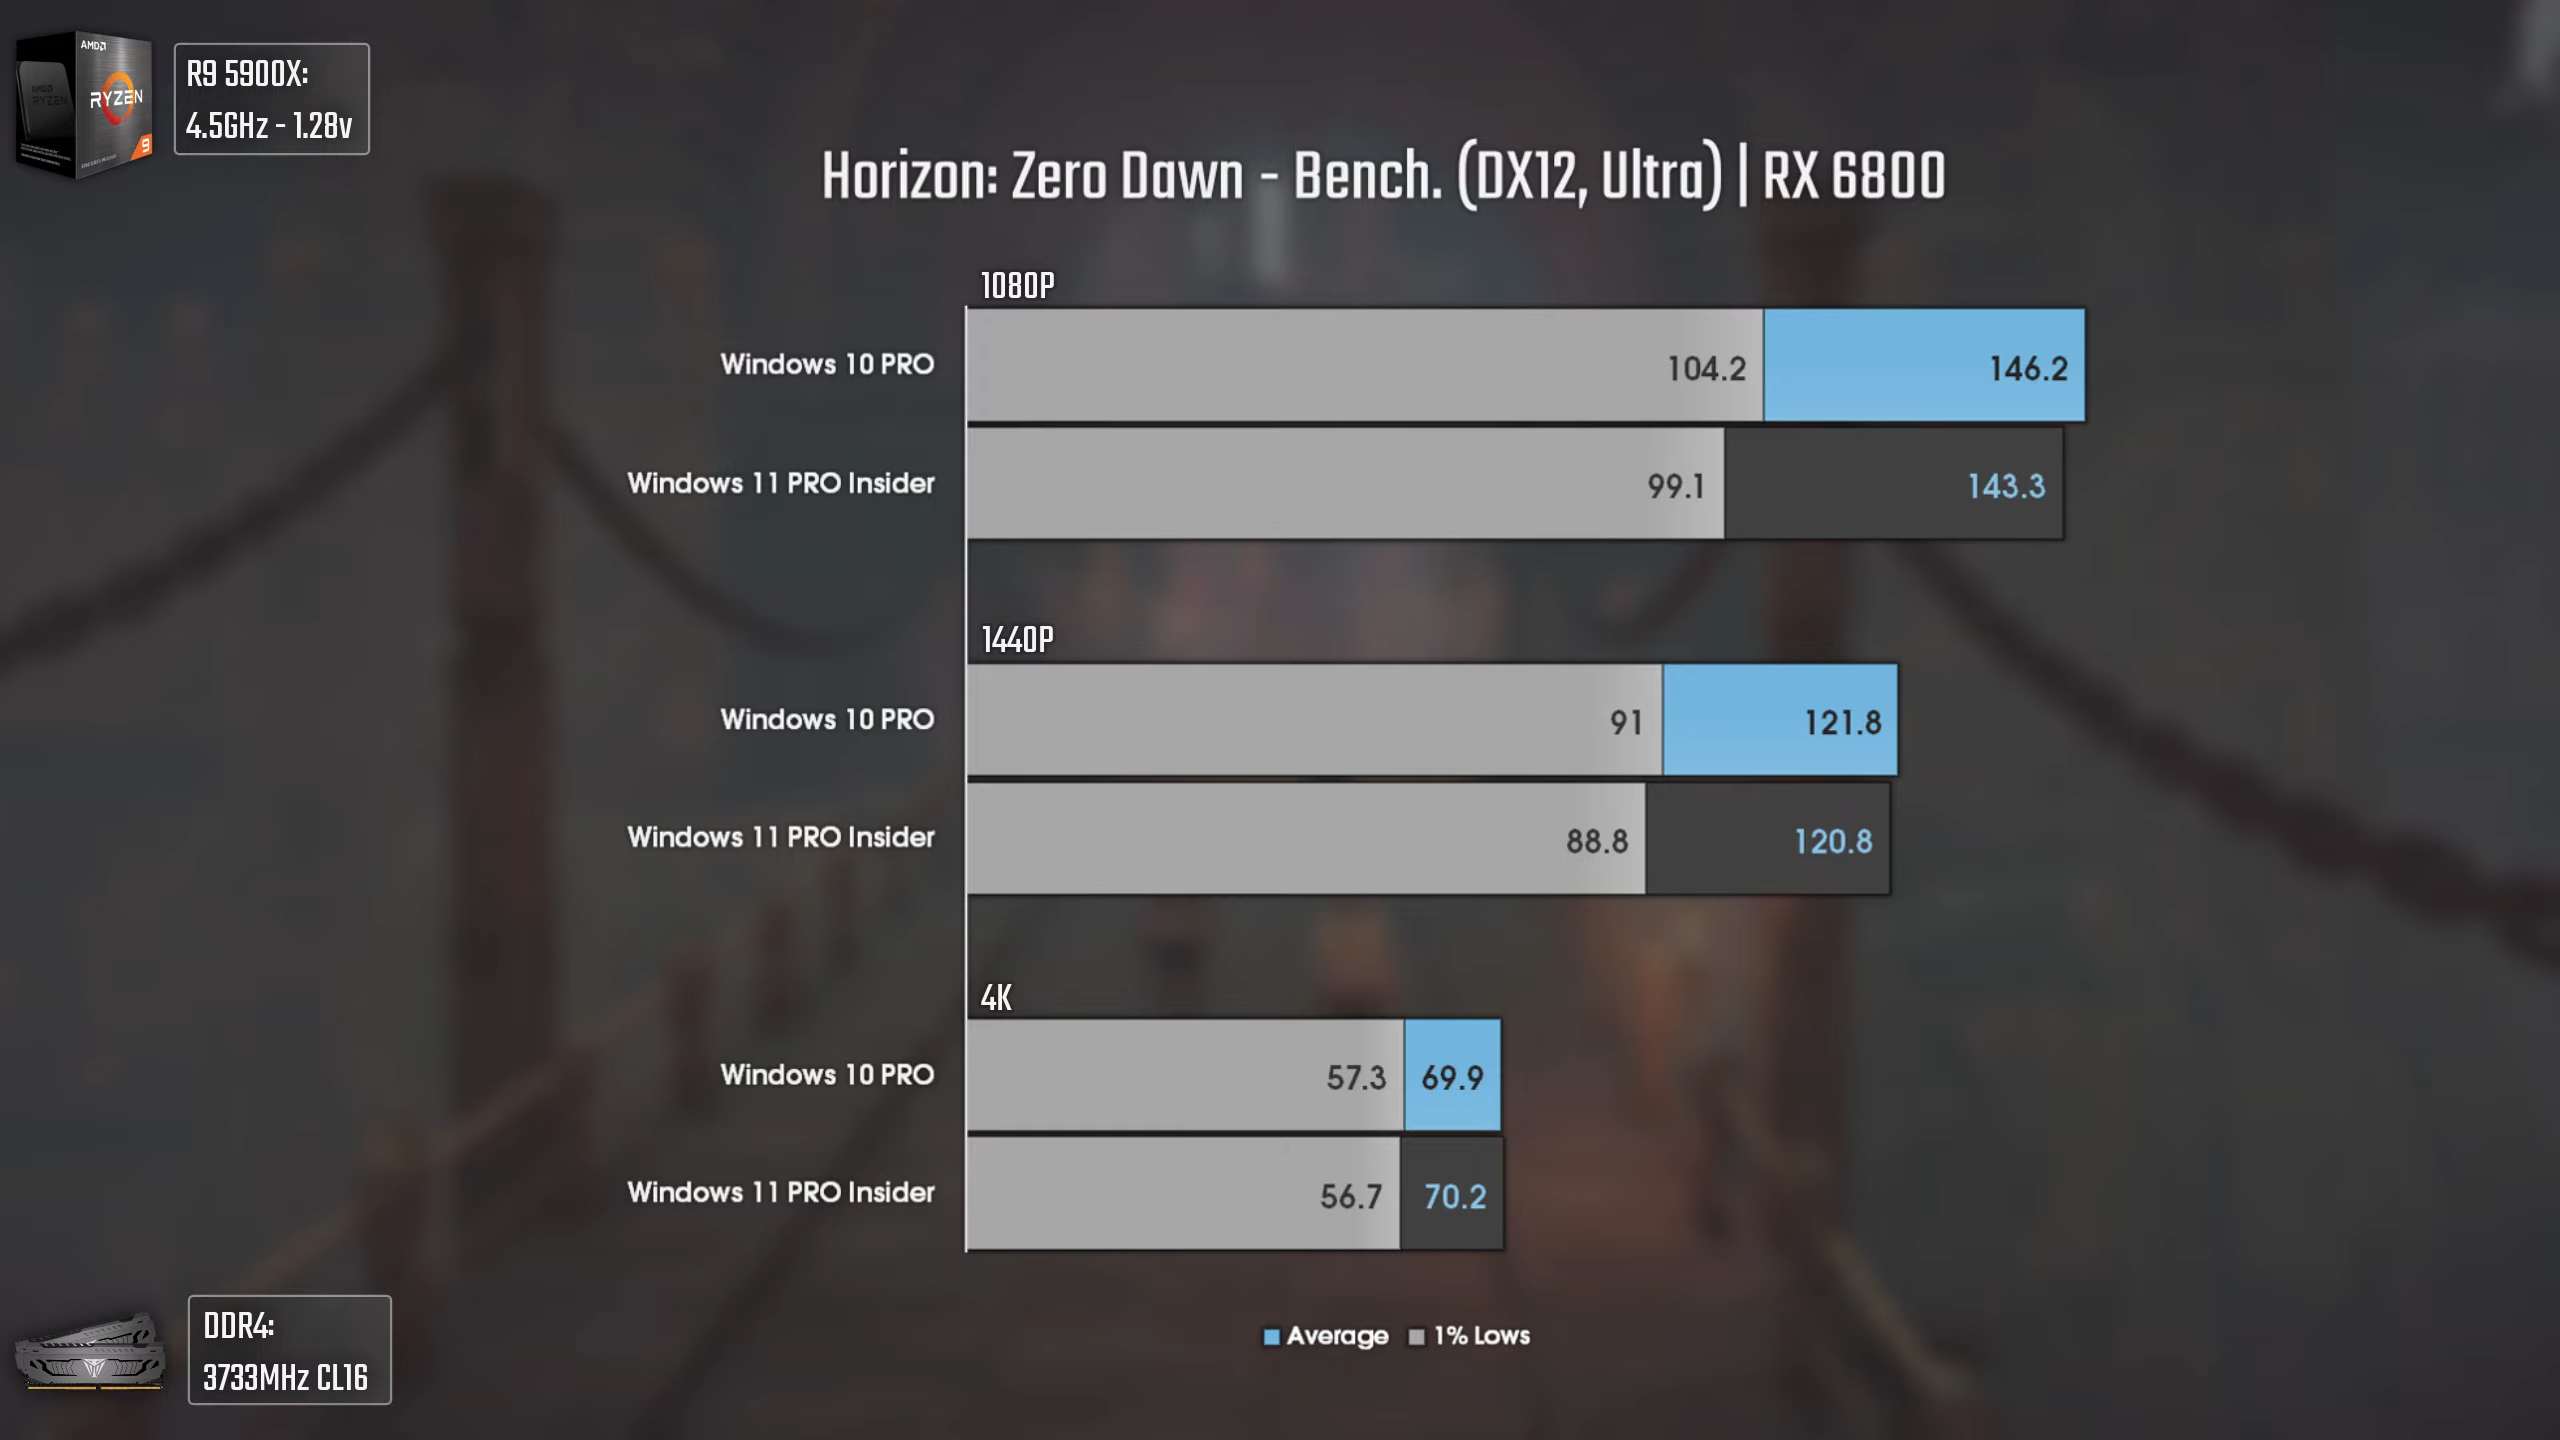 AMD
RYZEN
9
R9 5900X:
4.5GHz - 1.28v
Horizon: Zero Dawn - Bench. (DX12, Ultra) | RX 6800
1080P
Windows 10 PRO 104.2 146.2
Windows 11 PRO Insider 99.1 143.3
1440P
Windows 10 PRO 91 121.8
Windows 11 PRO Insider 88.8 120.8
4K
Windows 10 PRO 57.3 69.9
Windows 11 PRO Insider 56.7 70.2
Average 1% Lows
DDR4:
3733MHz CL16